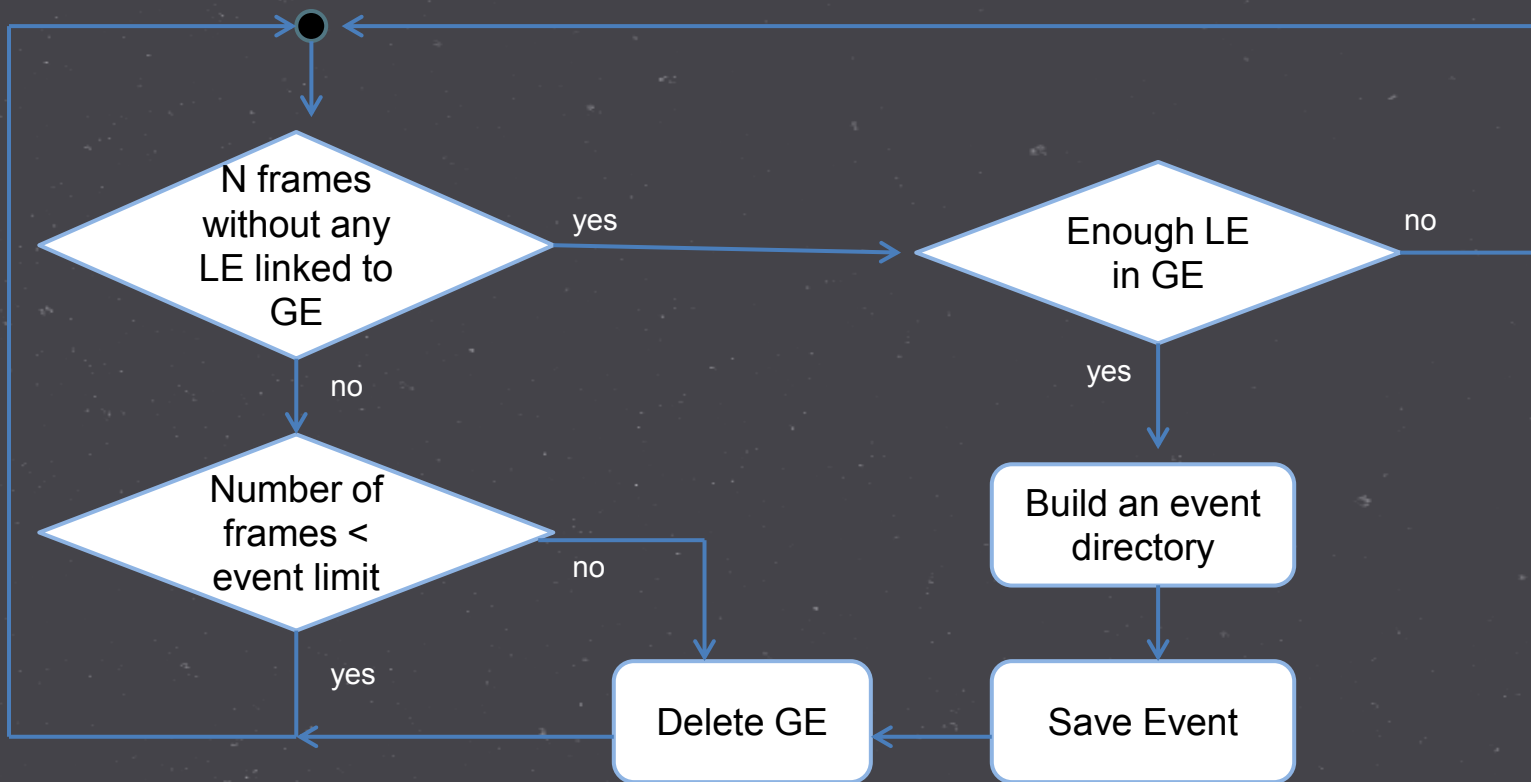 N frames
without any
LE linked to
GE
yes
Enough LE
in GE
no
no
yes
Number of
frames <
event limit
no
Build an event
directory
yes
Delete GE
Save Event